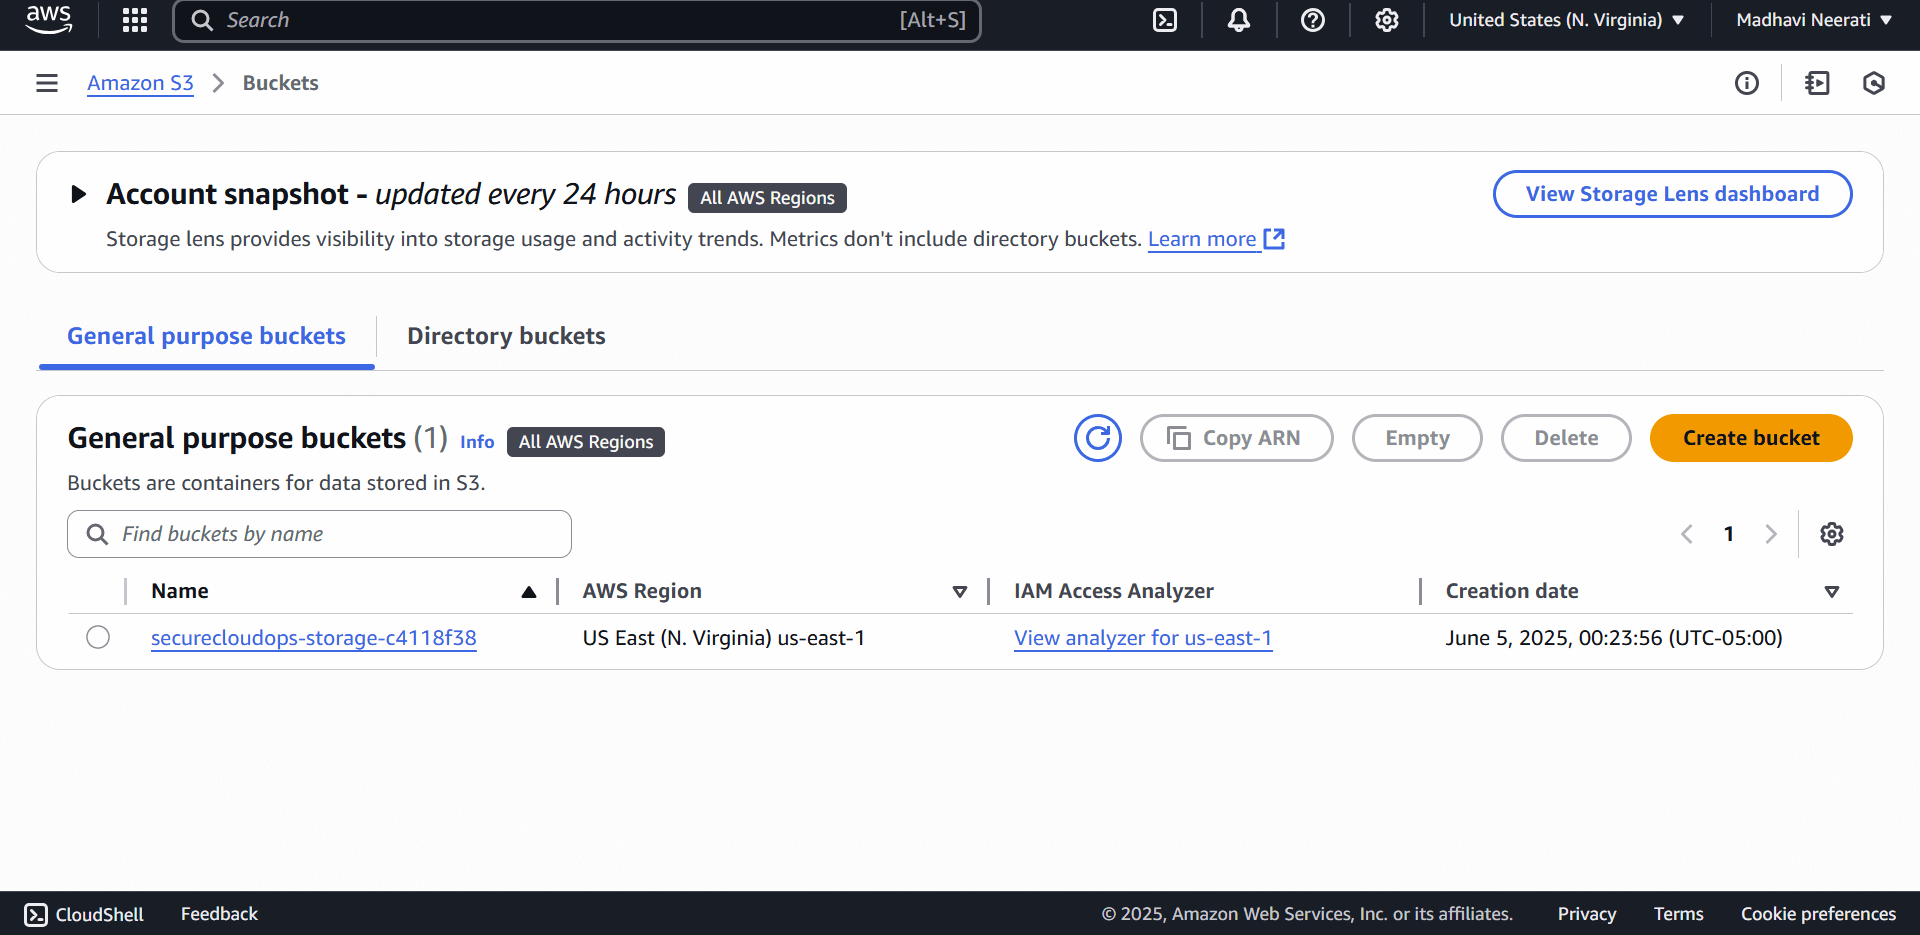 aws
Search [Alt+S]
United States (N. Virginia) Madhavi Neerati
Amazon S3 Buckets
Account snapshot - updated every 24 hours All AWS Regions
View Storage Lens dashboard
Storage lens provides visibility into storage usage and activity trends. Metrics don't include directory buckets. Learn more
General purpose buckets
Directory buckets
General purpose buckets (1) Info All AWS Regions
Copy ARN Empty Delete Create bucket
Buckets are containers for data stored in S3.
Find buckets by name
1
Name AWS Region IAM Access Analyzer Creation date
securecloudops-storage-c4118f38 US East (N. Virginia) us-east-1 View analyzer for us-east-1 June 5, 2025, 00:23:56 (UTC-05:00)
CloudShell Feedback © 2025, Amazon Web Services, Inc. or its affiliates. Privacy Terms Cookie preferences